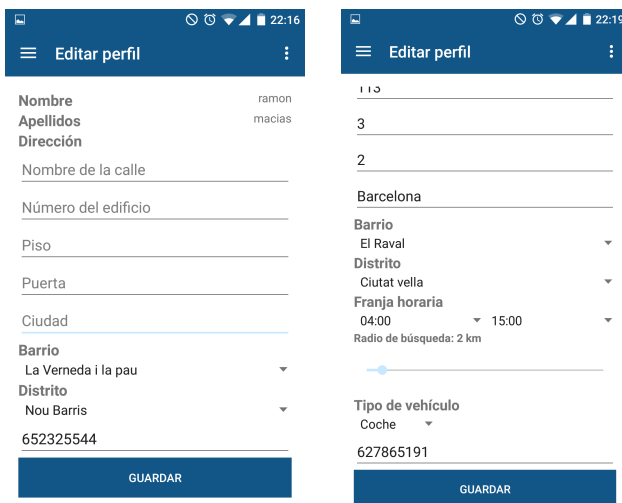 22:16
Editar perfil
Nombre ramon
Apellidos macias
Dirección
Nombre de la calle
Número del edificio
Piso
Puerta
Ciudad
Barrio
La Verneda i la pau
Distrito
Nou Barris
652325544
GUARDAR
22:19
Editar perfil
113
3
2
Barcelona
Barrio
El Raval
Distrito
Ciutat vella
Franja horaria
04:00 15:00
Radio de búsqueda: 2 km
Tipo de vehículo
Coche
627865191
GUARDAR